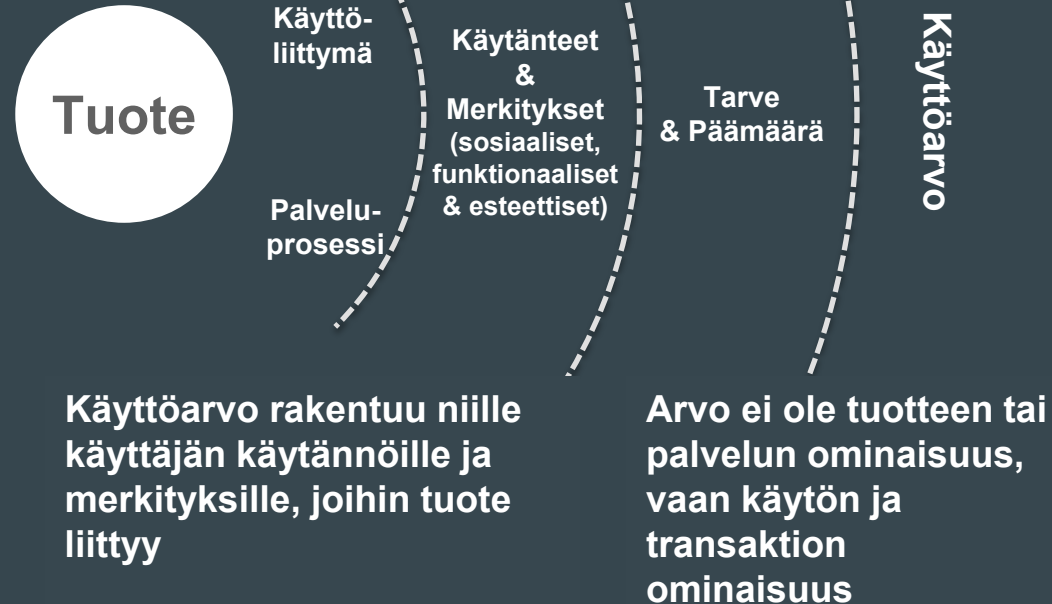 Tuote
Käyttö-
liittymä
Palvelu-
prosessi
Käytänteet
&
Merkitykset
(sosiaaliset,
funktionaaliset
& esteettiset)
Tarve
& Päämäärä
Käyttöarvo
Käyttöarvo rakentuu niille
käyttäjän käytännöille ja
merkityksille, joihin tuote
liittyy
Arvo ei ole tuotteen tai
palvelun ominaisuus,
vaan käytön ja
transaktion
ominaisuus